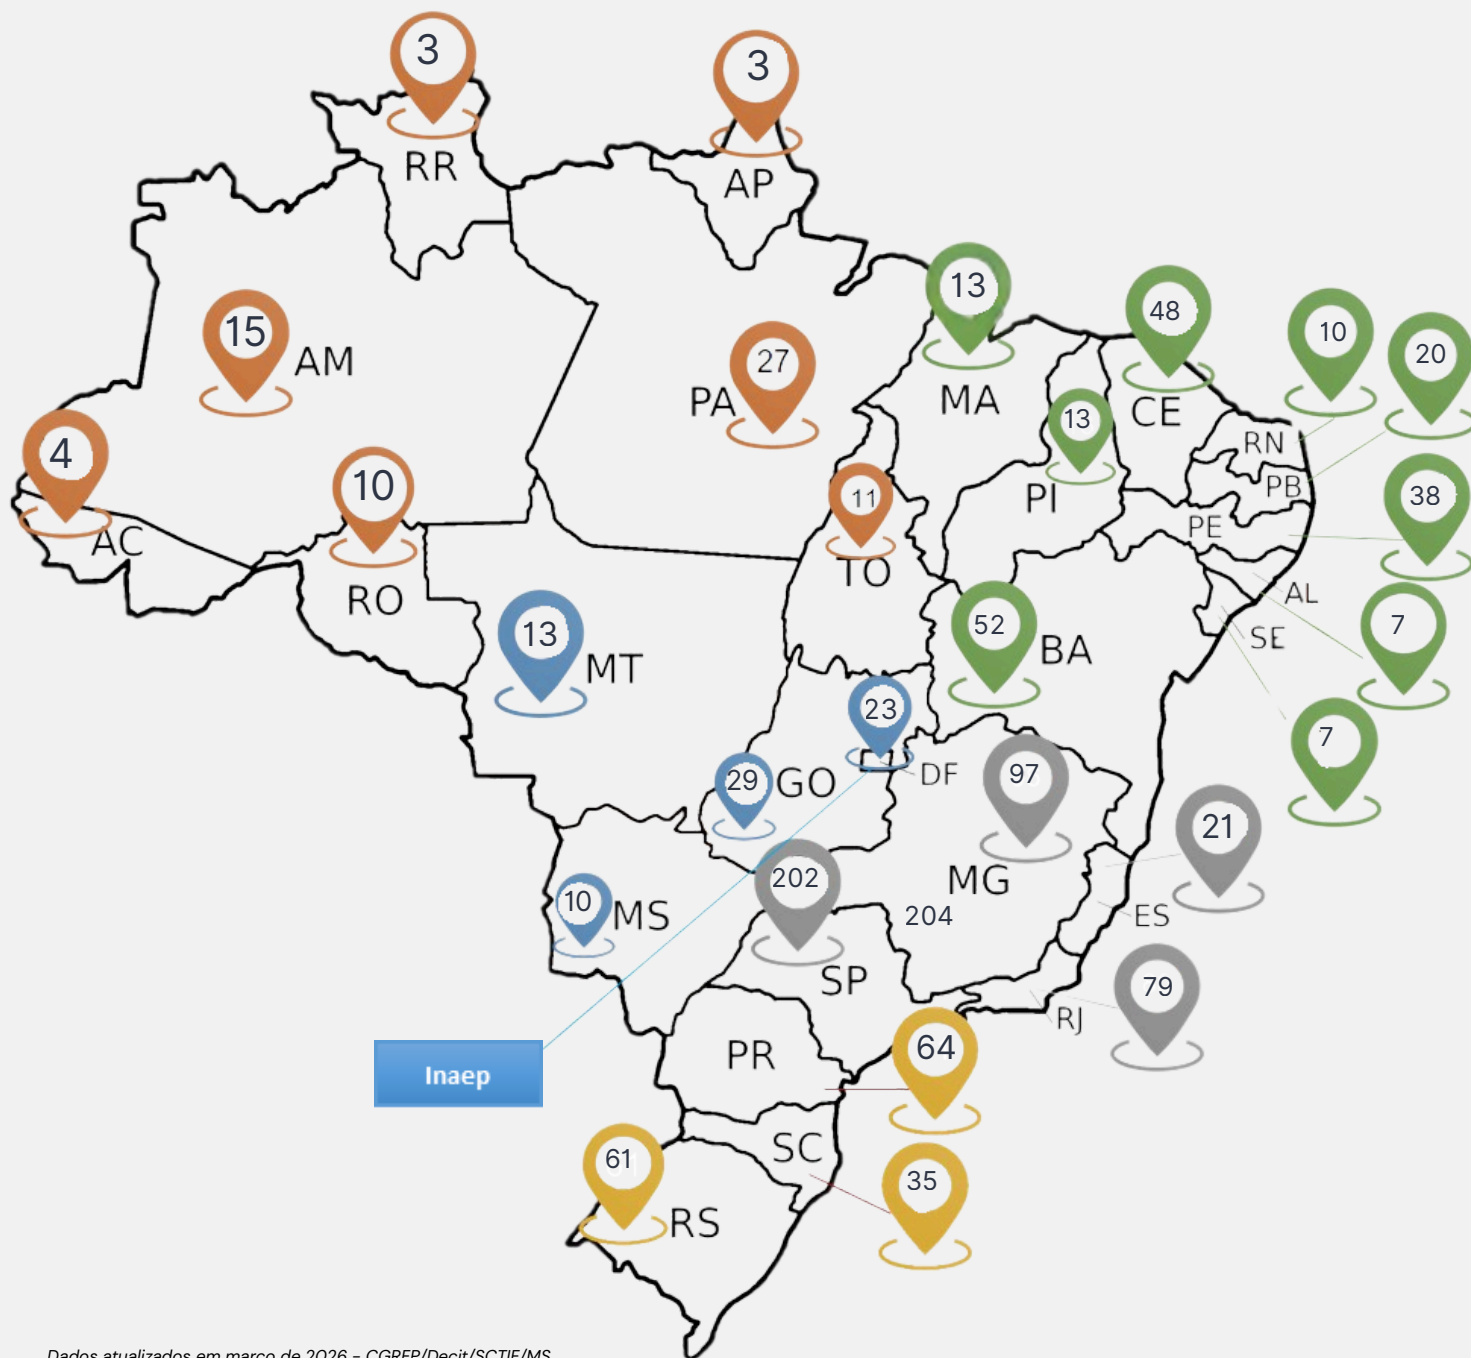 3
3
RR
AP
13
48
10
20
15
AM
27
PA
MA
CE
13
RN
4
10
11
PI
PB
38
PE
AC
TO
RO
AL
7
13
MT
52
BA
SE
23
7
29
GO
DF
97
21
202
MG
10
MS
204
ES
SP
79
RJ
64
PR
Inaep
SC
61
35
RS
Dados atualizados em março de 2026 - CGREP/Decit/SCTIE/MS